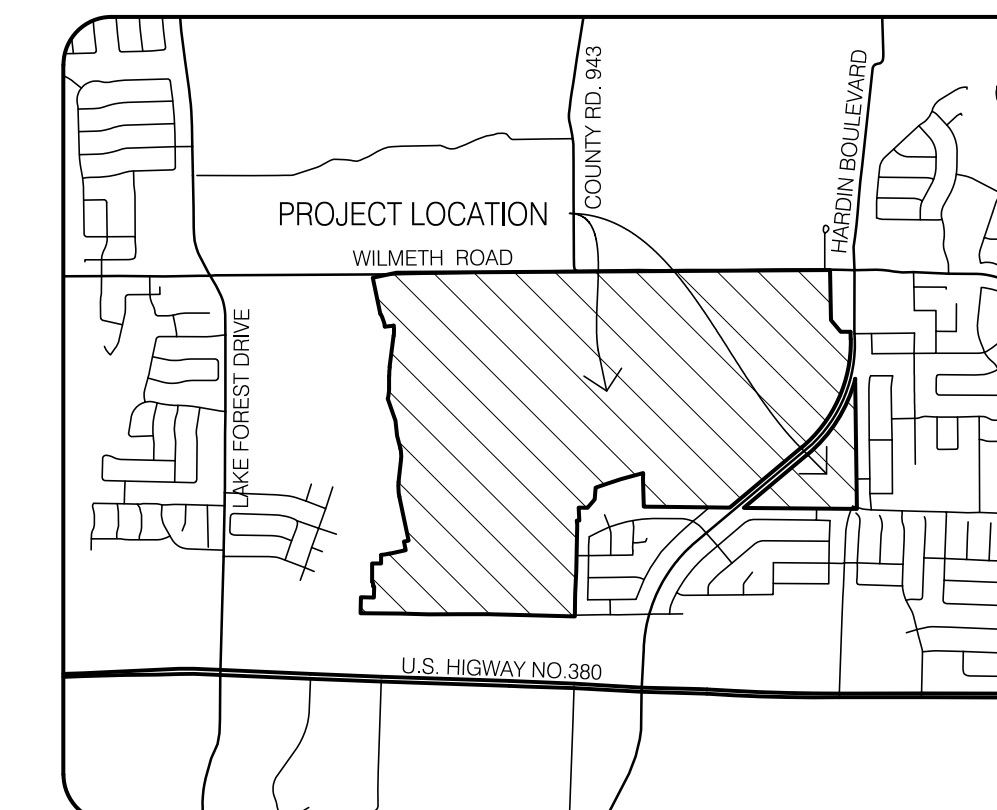 COUNTY RD. 943
HARDIN BOULEVARD
PROJECT LOCATION
WILMETH ROAD
LAKE FOREST DRIVE
U.S. HIGWAY NO.380